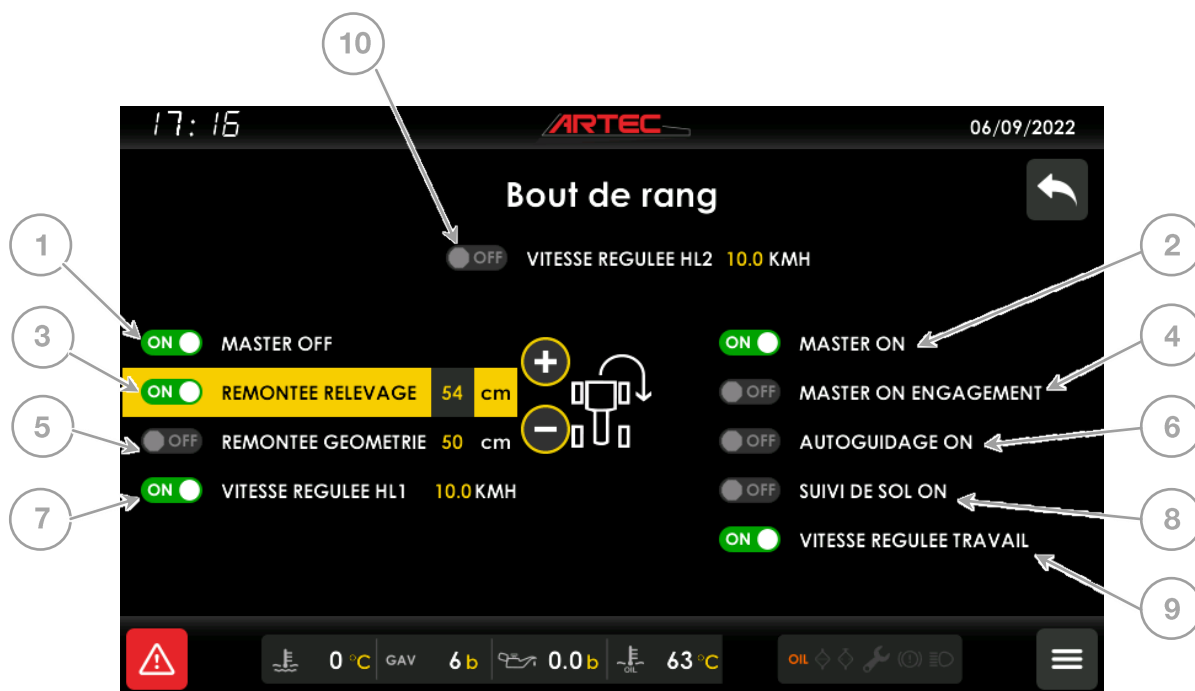 10
17:16 ARTEC 06/09/2022
Bout de rang
OFF VITESSE REGULEE HL2 10.0 KMH
1
2
ON MASTER OFF
ON MASTER ON
3
4
ON REMONTEE RELEVAGE 54 cm
+
OFF MASTER ON ENGAGEMENT
5
6
OFF REMONTEE GEOMETRIE 50 cm
−
OFF AUTOGUIDAGE ON
7
8
ON VITESSE REGULEE HL1 10.0 KMH
OFF SUIVI DE SOL ON
ON VITESSE REGULEE TRAVAIL
9
0 °C GAV 6 b 0.0 b OIL 63 °C OIL